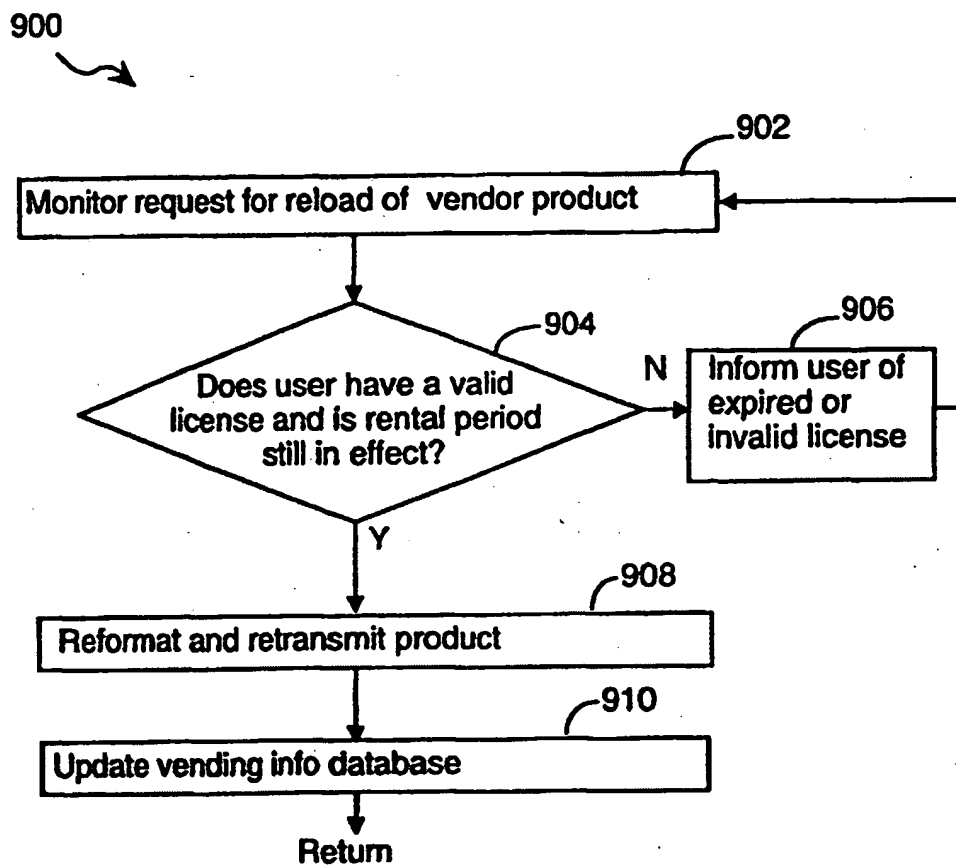 900
902
Monitor request for reload of vendor product
904
Does user have a valid
license and is rental period
still in effect?
N
906
Inform user of
expired or
invalid license
Y
908
Reformat and retransmit product
910
Update vending info database
Return